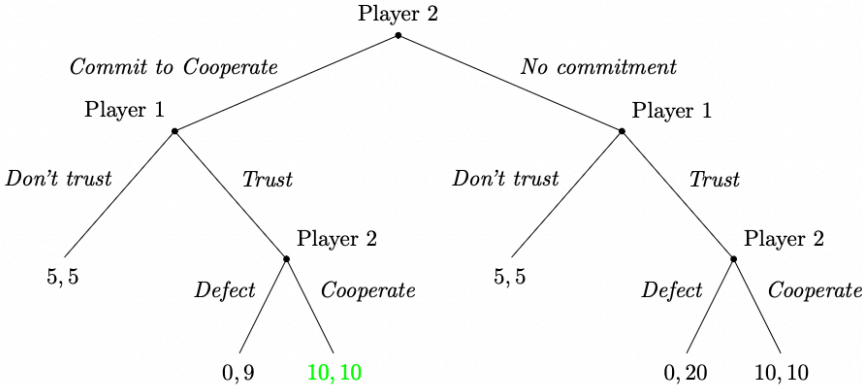 Player 2
Commit to Cooperate
No commitment
Player 1
Player 1
Don't trust
Trust
Don't trust
Trust
Player 2
Player 2
5, 5
5, 5
Defect
Cooperate
Defect
Cooperate
0, 9
10, 10
0, 20
10, 10